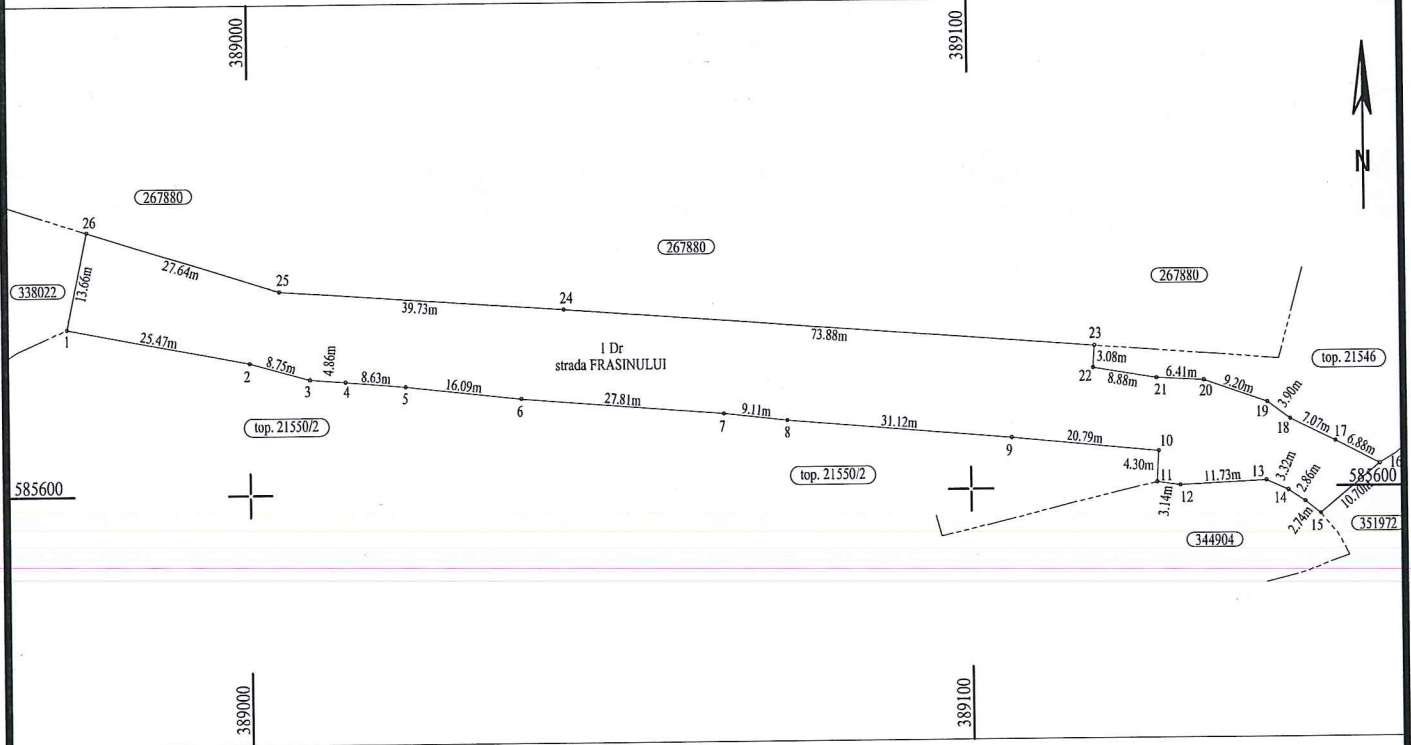 389000
389100
N
267880
26
267880
27.64m
338022
13.66m
25
267880
24
39.73m
73.88m
23
1
25.47m
1 Dr
strada FRASINULUI
3.08m
top. 21546
2
8.75m
4.86m
22
8.88m
6.41m
9.20m
3
4
8.63m
21
20
3.90m
5
16.09m
19
7.07m
6
27.81m
18
17
9.11m
6.88m
top. 21550/2
7
8
31.12m
20.79m
10
9
16
top. 21550/2
4.30m
11
11.73m
13
3.32m
585600
585600
3.14m
12
14
2.86m
10.70m
2.74m
15
351972
344904
389000
389100